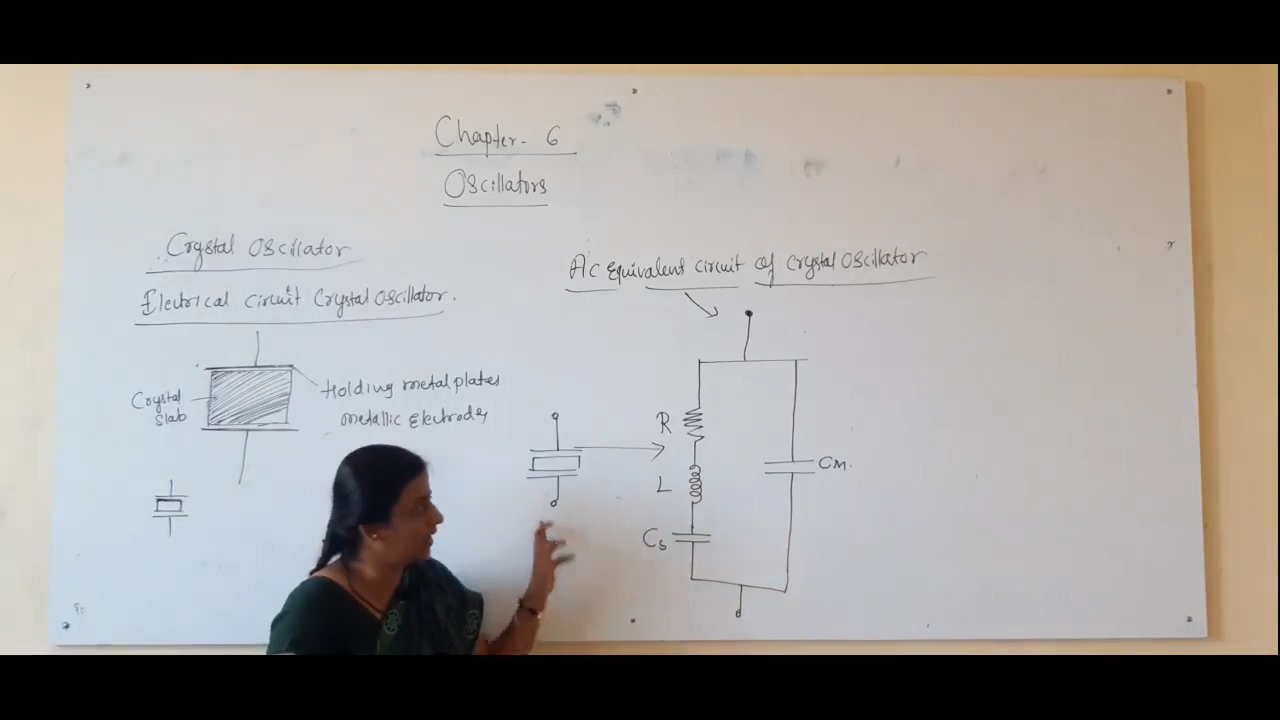 Chapter- 6
Oscillators
Crystal Oscillator
Electrical circuit Crystal Oscillator.
Crystal
Slab
Holding metal plates
metallic Electrodes
AC Equivalent circuit of Crystal Oscillator
R
L
Cs
CM.